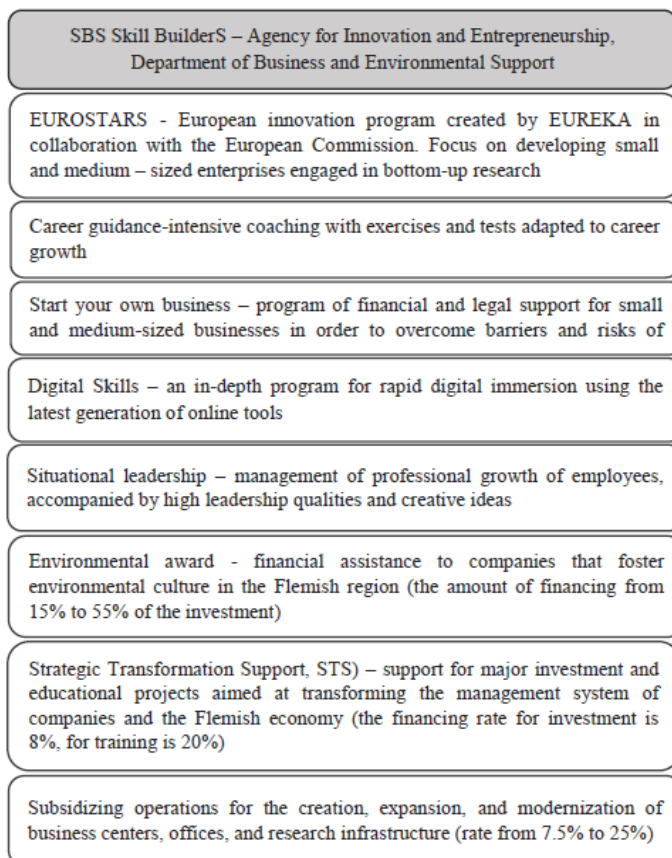 SBS Skill BuilderS – Agency for Innovation and Entrepreneurship,
Department of Business and Environmental Support
EUROSTARS - European innovation program created by EUREKA in
collaboration with the European Commission. Focus on developing small
and medium – sized enterprises engaged in bottom-up research
Career guidance-intensive coaching with exercises and tests adapted to career
growth
Start your own business – program of financial and legal support for small
and medium-sized businesses in order to overcome barriers and risks of
Digital Skills – an in-depth program for rapid digital immersion using the
latest generation of online tools
Situational leadership – management of professional growth of employees,
accompanied by high leadership qualities and creative ideas
Environmental award - financial assistance to companies that foster
environmental culture in the Flemish region (the amount of financing from
15% to 55% of the investment)
Strategic Transformation Support, STS) – support for major investment and
educational projects aimed at transforming the management system of
companies and the Flemish economy (the financing rate for investment is
8%, for training is 20%)
Subsidizing operations for the creation, expansion, and modernization of
business centers, offices, and research infrastructure (rate from 7.5% to 25%)